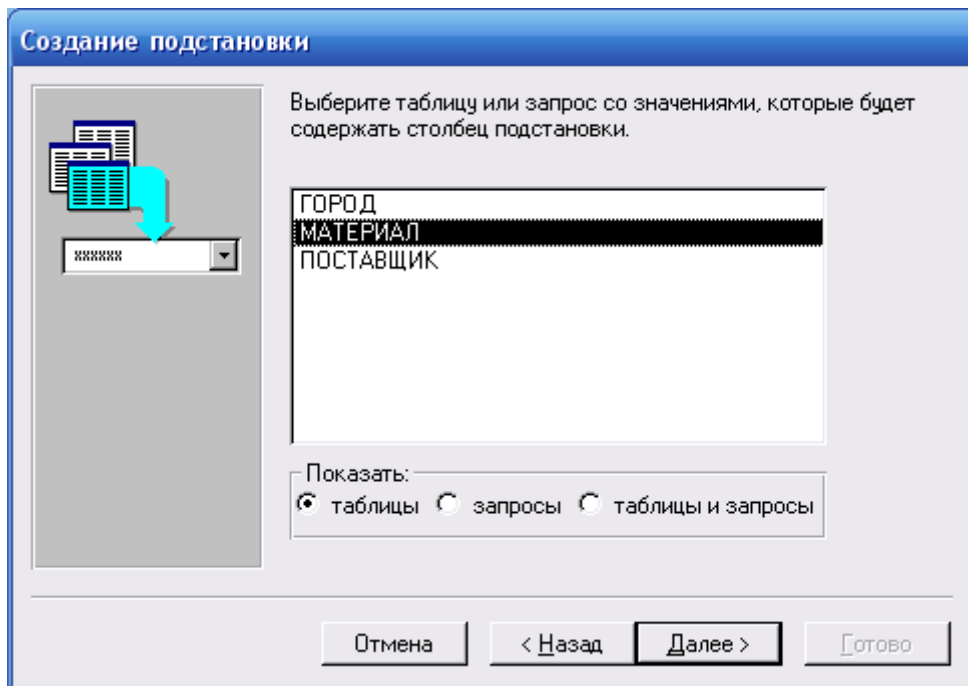 Создание подстановки
Выберите таблицу или запрос со значениями, которые будет
содержать столбец подстановки.
xxxxxx
ГОРОД
МАТЕРИАЛ
ПОСТАВЩИК
Показать:
таблицы запросы таблицы и запросы
Отмена < Назад Далее > Готово